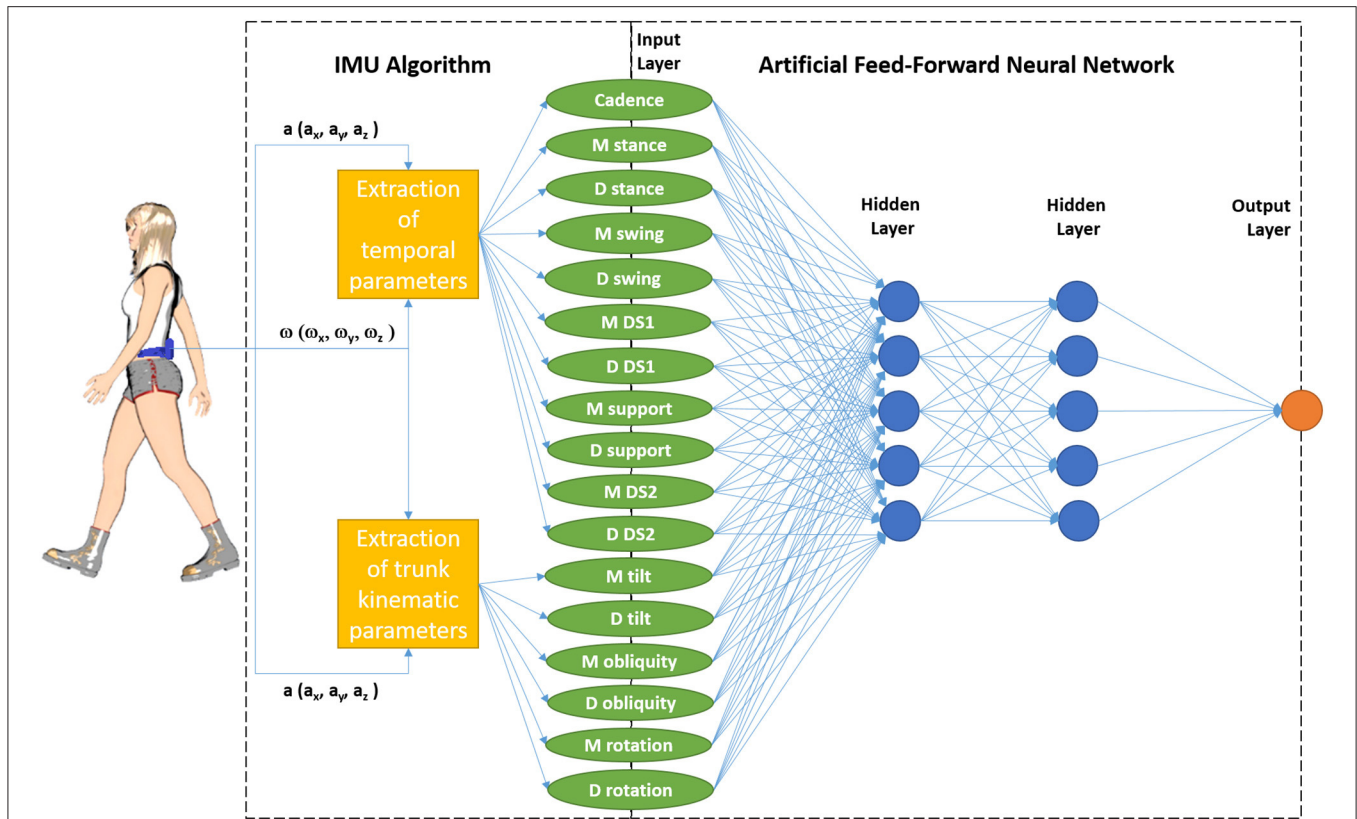 IMU Algorithm
Input
Layer
Artificial Feed-Forward Neural Network
a (ax, ay, az )
Extraction
of
temporal
parameters
ω (ωx, ωy, ωz )
Extraction
of trunk
kinematic
parameters
a (ax, ay, az )
Cadence
M stance
D stance
M swing
D swing
M DS1
D DS1
M support
D support
M DS2
D DS2
M tilt
D tilt
M obliquity
D obliquity
M rotation
D rotation
Hidden
Layer
Hidden
Layer
Output
Layer